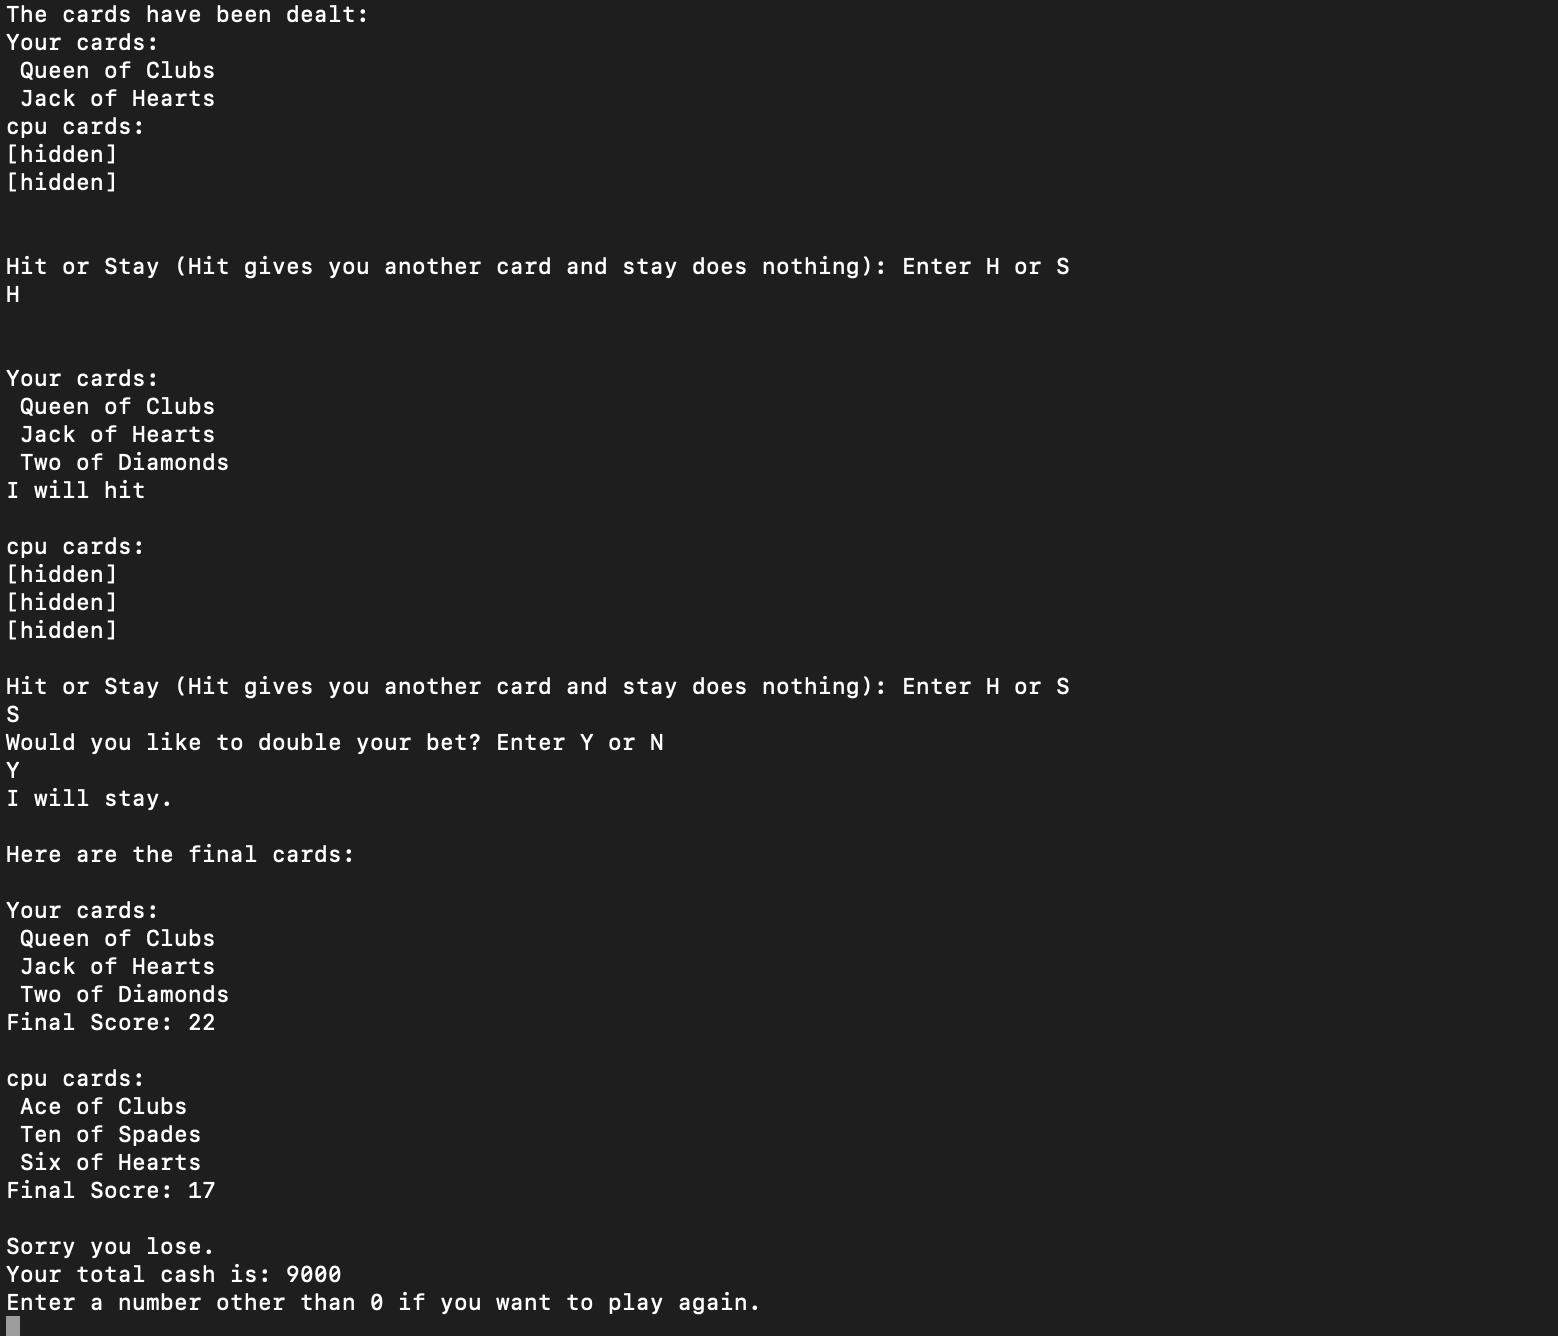 The cards have been dealt:
Your cards:
 Queen of Clubs
 Jack of Hearts
cpu cards:
[hidden]
[hidden]
Hit or Stay (Hit gives you another card and stay does nothing): Enter H or S
H
Your cards:
 Queen of Clubs
 Jack of Hearts
 Two of Diamonds
I will hit
cpu cards:
[hidden]
[hidden]
[hidden]
Hit or Stay (Hit gives you another card and stay does nothing): Enter H or S
S
Would you like to double your bet? Enter Y or N
Y
I will stay.
Here are the final cards:
Your cards:
 Queen of Clubs
 Jack of Hearts
 Two of Diamonds
Final Score: 22
cpu cards:
 Ace of Clubs
 Ten of Spades
 Six of Hearts
Final Socre: 17
Sorry you lose.
Your total cash is: 9000
Enter a number other than 0 if you want to play again.